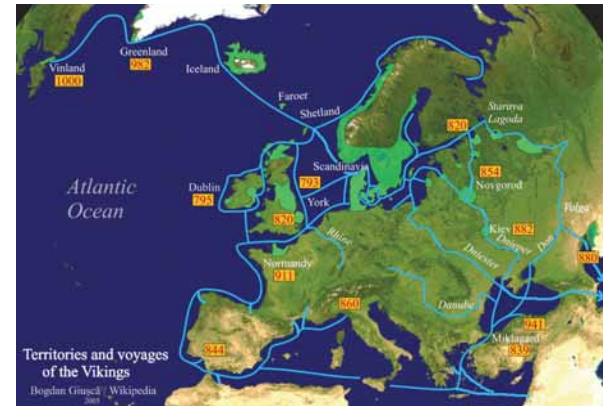 Vinland
1000
Greenland
982
Iceland
Faroer
Shetland
Staraya
Lagoda
820
Scandinavia
854
Novgorod
Atlantic
Ocean
Dublin
795
793
York
820
Kiev 882
Volga
Rhine
Dnieper
Don
Dniester
880
Normandy
911
Danube
860
941
Miklagard
839
844
Territories and voyages
of the Vikings
Bogdan Giuşcă / Wikipedia
2005